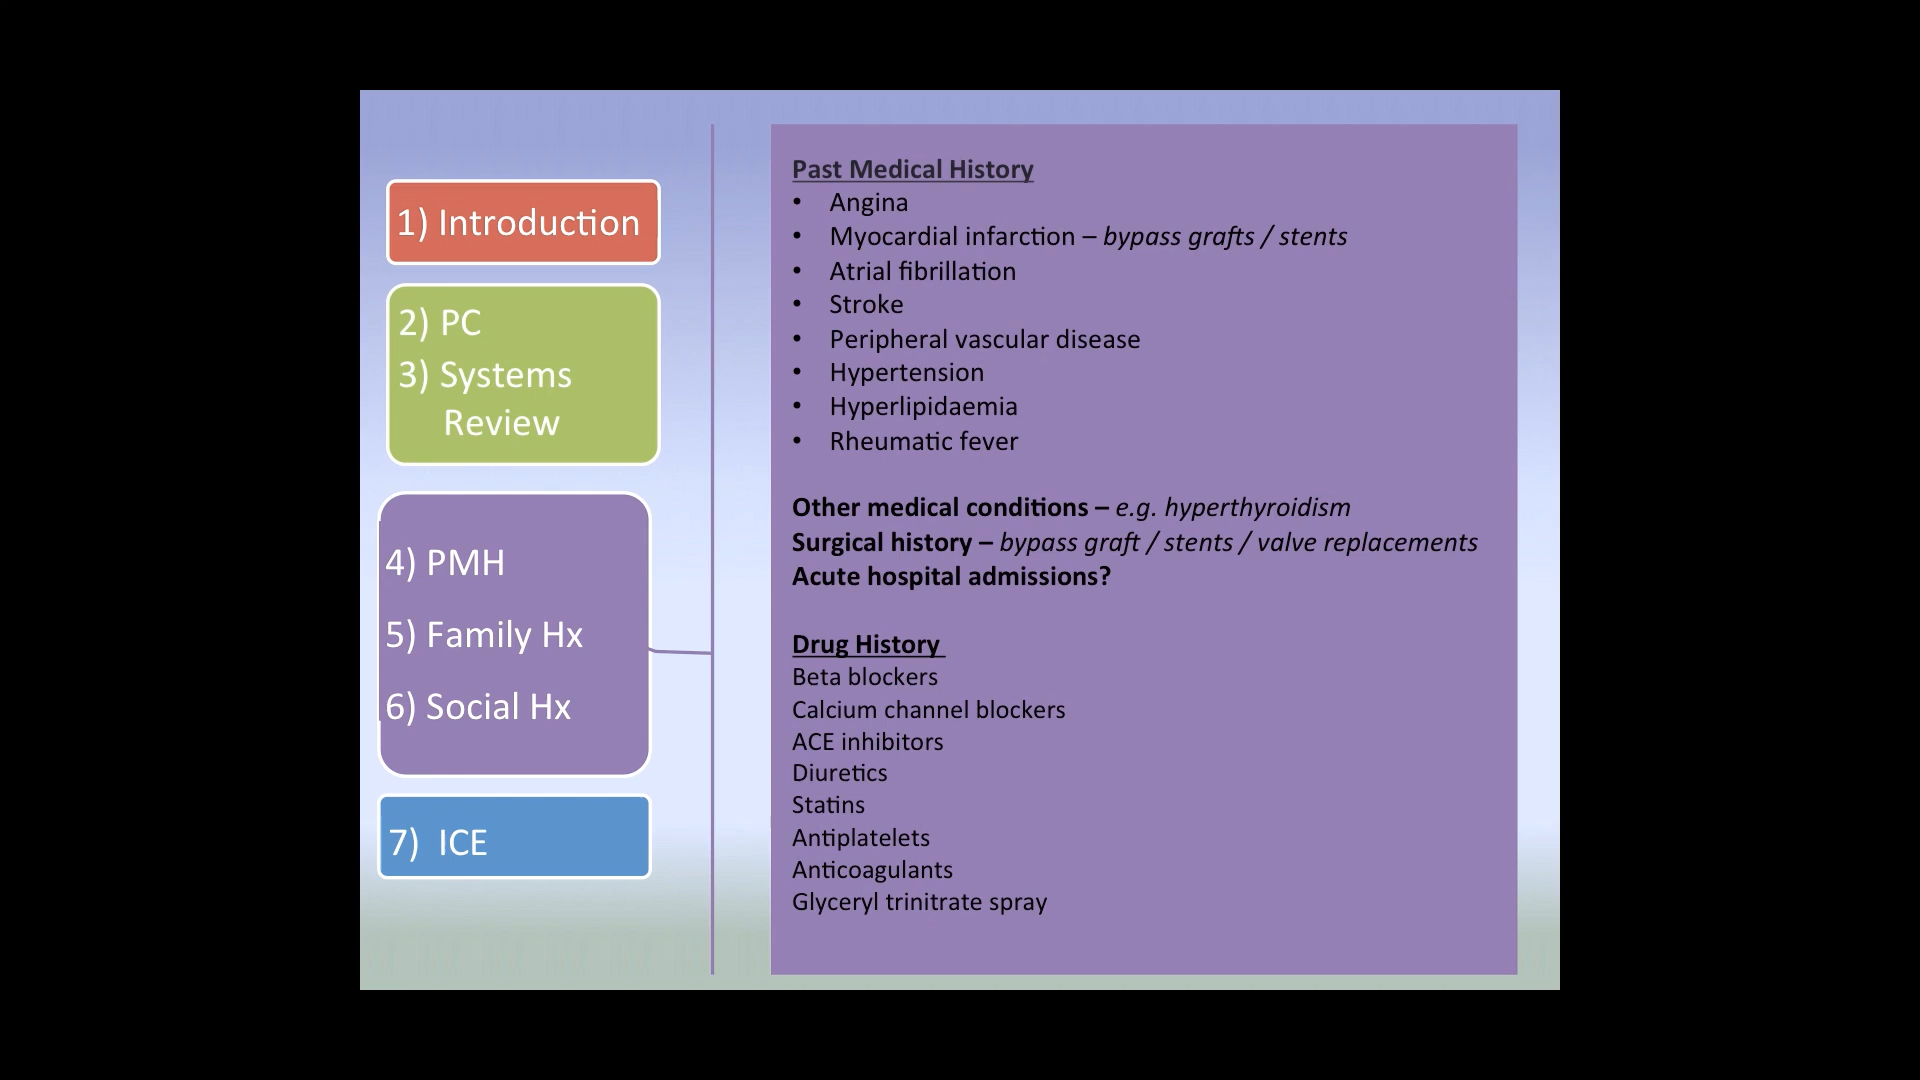 1) Introduction
2) PC
3) Systems
Review
4) PMH
5) Family Hx
6) Social Hx
7) ICE
Past Medical History
• Angina
• Myocardial infarction – bypass grafts / stents
• Atrial fibrillation
• Stroke
• Peripheral vascular disease
• Hypertension
• Hyperlipidaemia
• Rheumatic fever
Other medical conditions – e.g. hyperthyroidism
Surgical history – bypass graft / stents / valve replacements
Acute hospital admissions?
Drug History
Beta blockers
Calcium channel blockers
ACE inhibitors
Diuretics
Statins
Antiplatelets
Anticoagulants
Glyceryl trinitrate spray